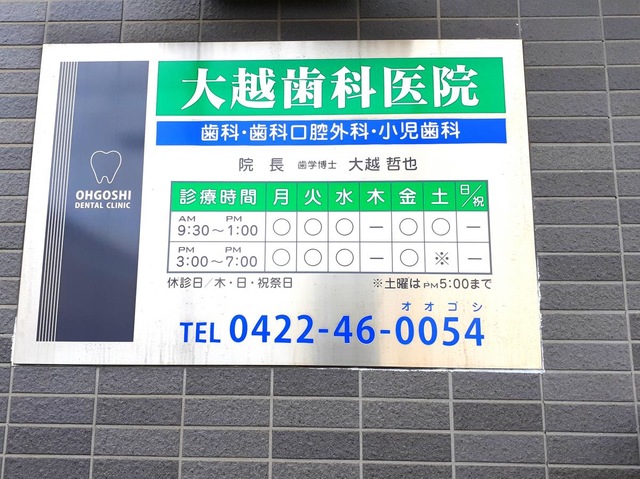 大越歯科医院
歯科・歯科口腔外科・小児歯科
院長 歯学博士 大越 哲也
OHGOSHI
DENTAL CLINIC
診療時間 月 火 水 木 金 土 日/祝
AM 9:30～PM 1:00 ○ ○ ○ － ○ ○ －
PM 3:00～PM 7:00 ○ ○ ○ － ○ ※ －
休診日/木・日・祝祭日 ※土曜はPM5:00まで
オオゴシ
TEL 0422-46-0054